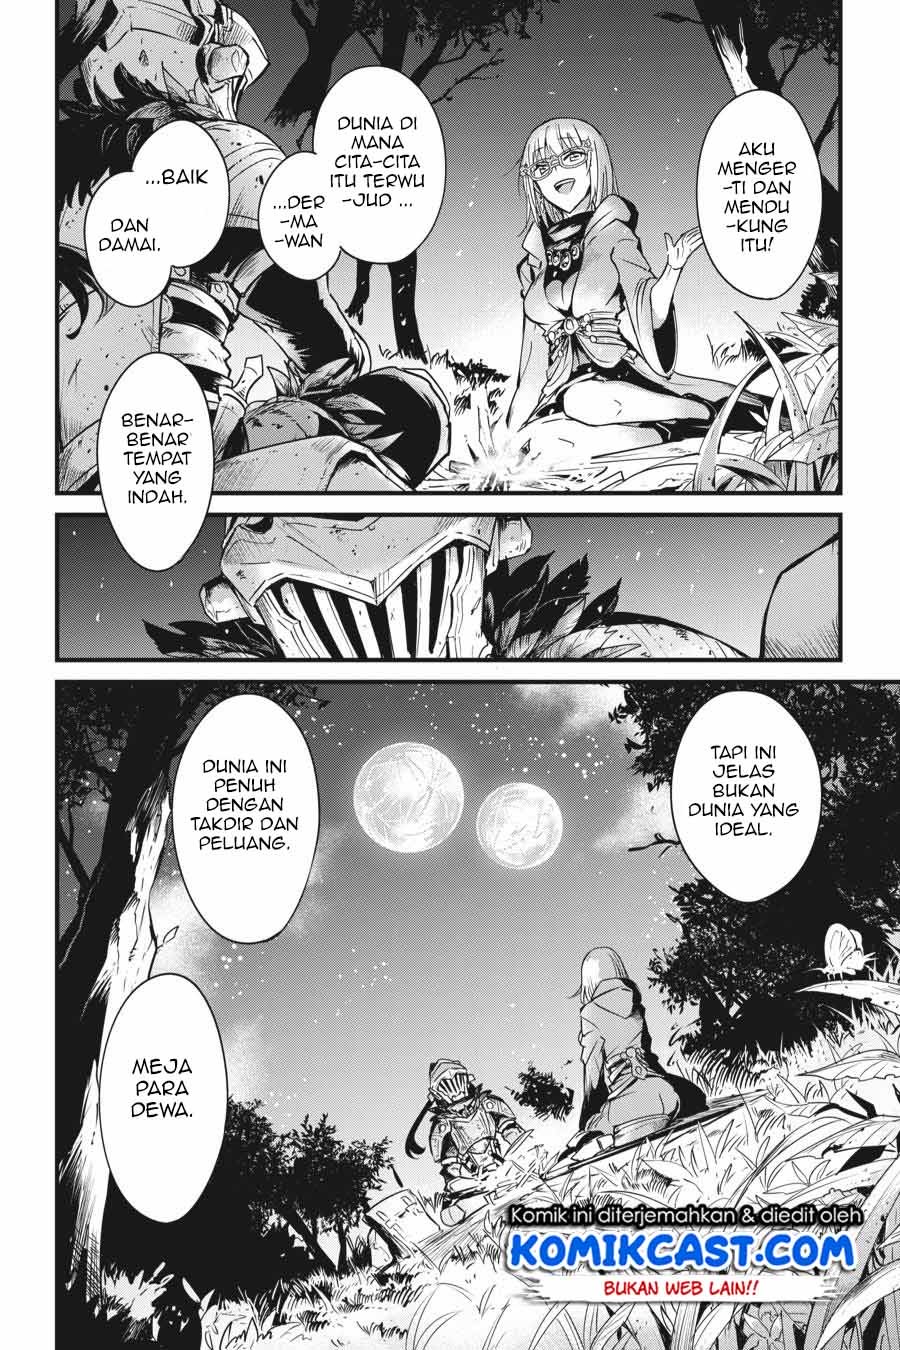 AKU
MENGER
-TI DAN
MENDU
-KUNG
ITU!
DUNIA DI
MANA
CITA-CITA
ITU TERWU
-JUD ...
...DER
-MA
-WAN
...BAIK
DAN
DAMAI.
BENAR-
BENAR
TEMPAT
YANG
INDAH.
TAPI INI
JELAS
BUKAN
DUNIA YANG
IDEAL.
DUNIA INI
PENUH
DENGAN
TAKDIR DAN
PELUANG.
MEJA
PARA
DEWA.
Komik ini diterjemahkan & diedit oleh
KOMIKCAST.COM
BUKAN WEB LAIN!!